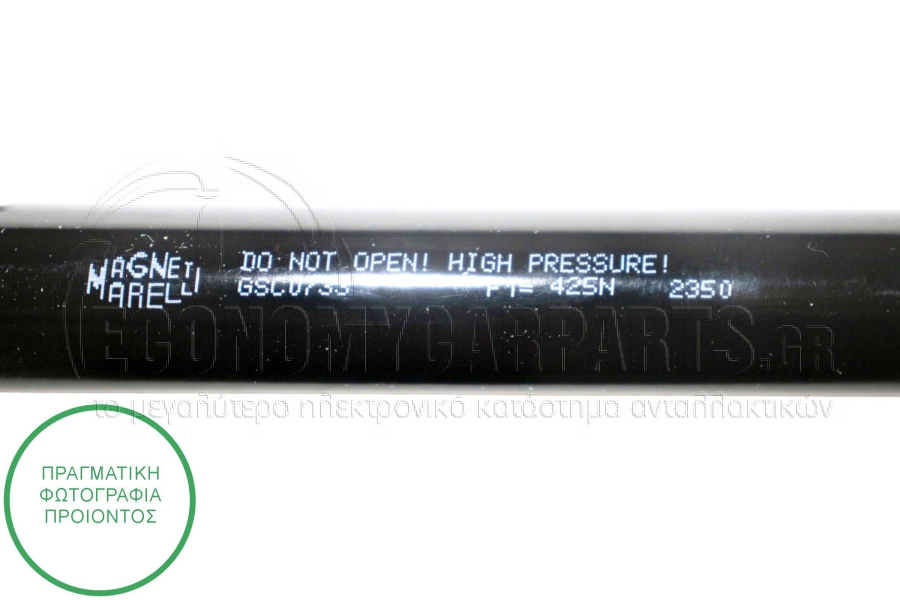 MAGNETI
MARELLI
DO NOT OPEN! HIGH PRESSURE!
F1= 425N 2350
ECONOMYCARPARTS.GR
το μεγαλύτερο ηλεκτρονικό κατάστημα ανταλλακτικών
ΠΡΑΓΜΑΤΙΚΗ
ΦΩΤΟΓΡΑΦΙΑ
ΠΡΟΙΟΝΤΟΣ